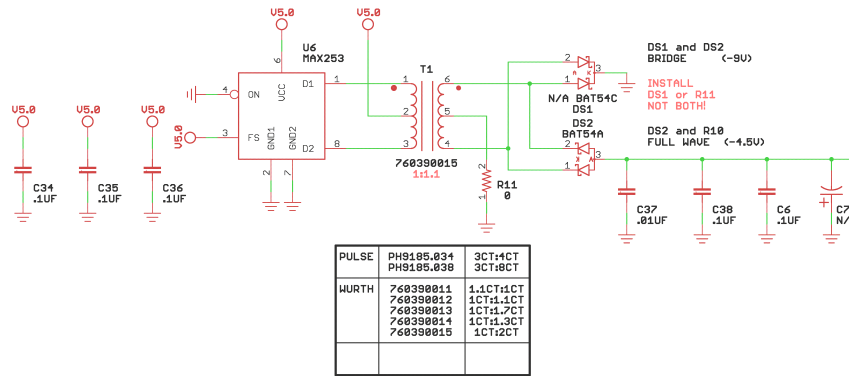 V5.0
V5.0
U6
MAX253
6
VCC
4
ON
D1
1
V5.0
3
FS
GND1
GND2
D2
8
2
7
V5.0
V5.0
V5.0
C34
.1UF
C35
.1UF
C36
.1UF
T1
1
6
2
5
3
4
760390015
1:1.1
2
R11
0
1
2
A
K
3
1
N/A BAT54C
DS1
DS2
BAT54A
2
K
A
3
1
DS1 and DS2
BRIDGE (-9V)
INSTALL
DS1 or R11
NOT BOTH!
DS2 and R10
FULL WAVE (-4.5V)
C37
.01UF
C38
.1UF
C6
.1UF
C7
N/
PULSE PH9185.034 3CT:4CT
PH9185.038 3CT:8CT
WURTH 760390011 1.1CT:1CT
760390012 1CT:1.1CT
760390013 1CT:1.7CT
760390014 1CT:1.3CT
760390015 1CT:2CT